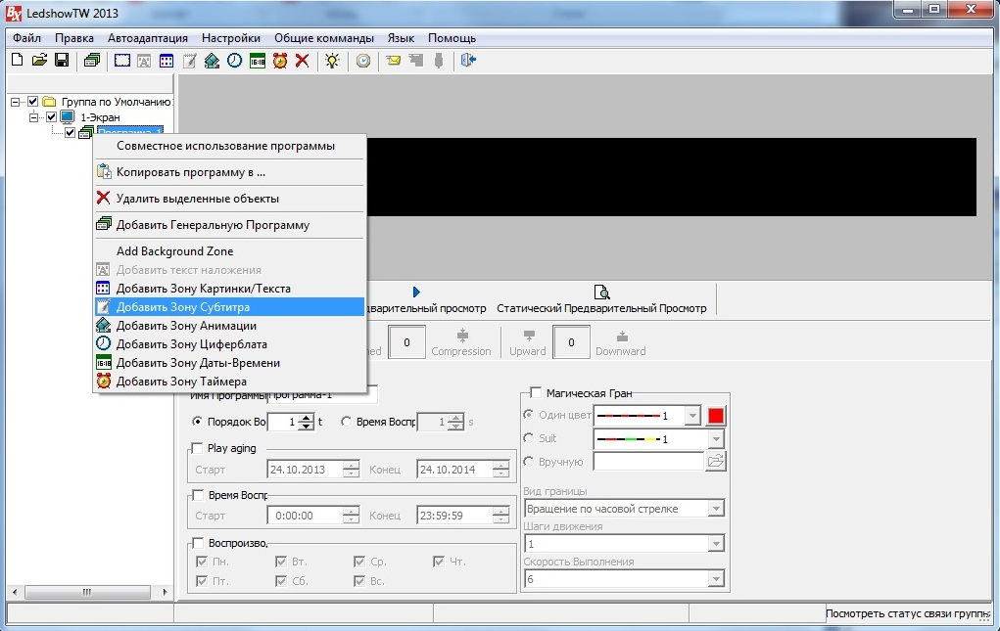 LedshowTW 2013
Файл Правка Автоадаптация Настройки Общие комманды Язык Помощь
Группа по Умолчанию
1-Экран
Программа-1
Совместное использование программы
Копировать программу в ...
Удалить выделенные объекты
Добавить Генеральную Программу
Add Background Zone
Добавить текст наложения
Добавить Зону Картинки/Текста
Добавить Зону Субтитра
Добавить Зону Анимации
Добавить Зону Циферблата
Добавить Зону Даты-Времени
Добавить Зону Таймера
дварительный просмотр Статический Предварительный Просмотр
ned 0 Compression Upward 0 Downward
Имя Программы Программа-1
Порядок Во 1 t Время Воспр 1 s
Play aging
Старт 24.10.2013 Конец 24.10.2014
Время Воспр
Старт 0:00:00 Конец 23:59:59
Воспроизво,
Пн. Вт. Ср. Чт.
Пт. Сб. Вс.
Магическая Гран
Один цвет 1
Suit 1
Вручную
Вид границы
Вращение по часовой стрелке
Шаги движения
1
Скорость Выполнения
6
Посмотреть статус связи группы